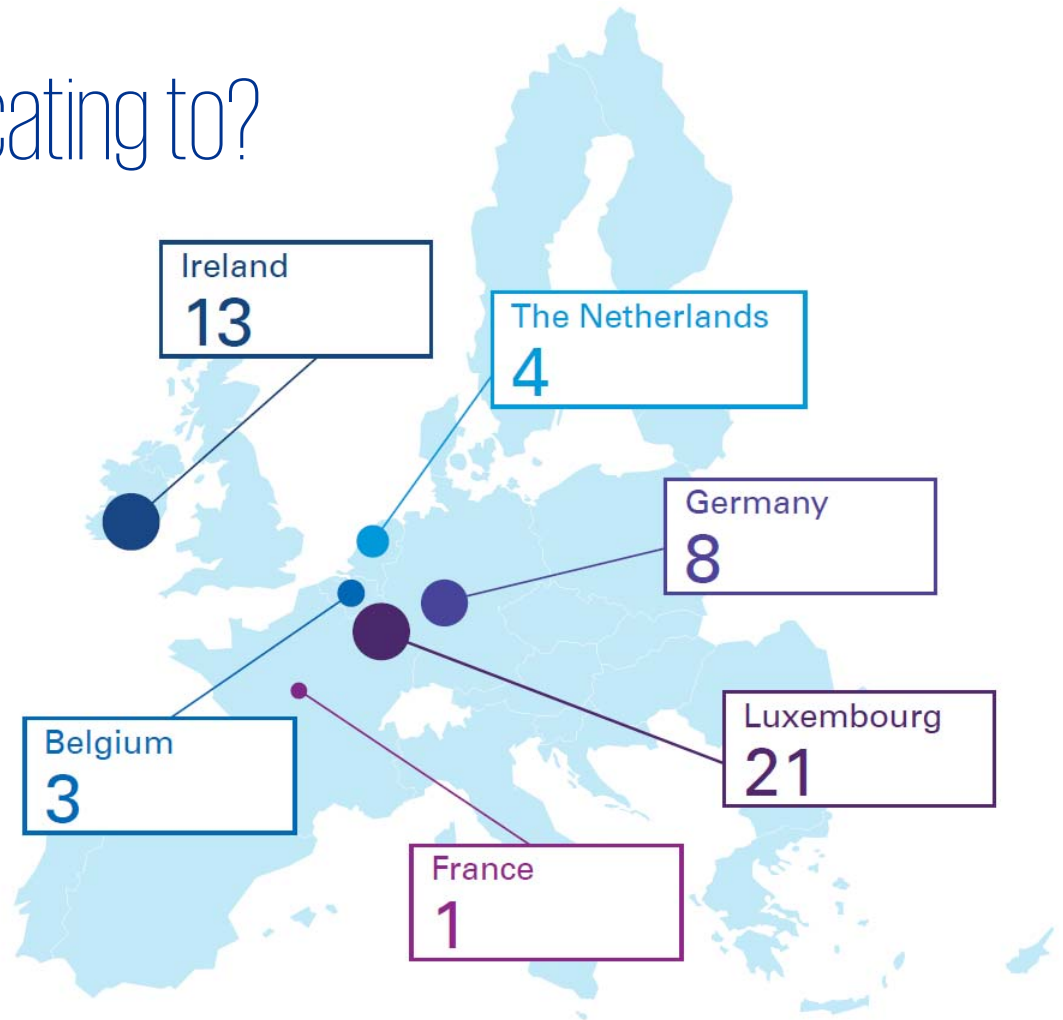 cating to?
Ireland
13
The Netherlands
4
Germany
8
Luxembourg
21
Belgium
3
France
1